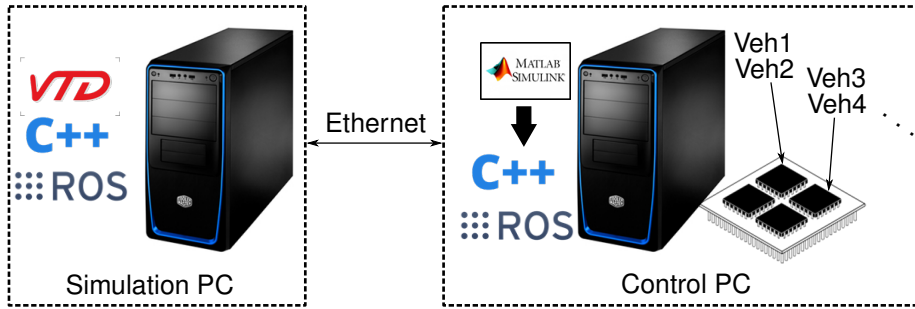 VTD
C++
ROS
Simulation PC
Ethernet
MATLAB
SIMULINK
C++
ROS
Control PC
Veh1
Veh2
Veh3
Veh4